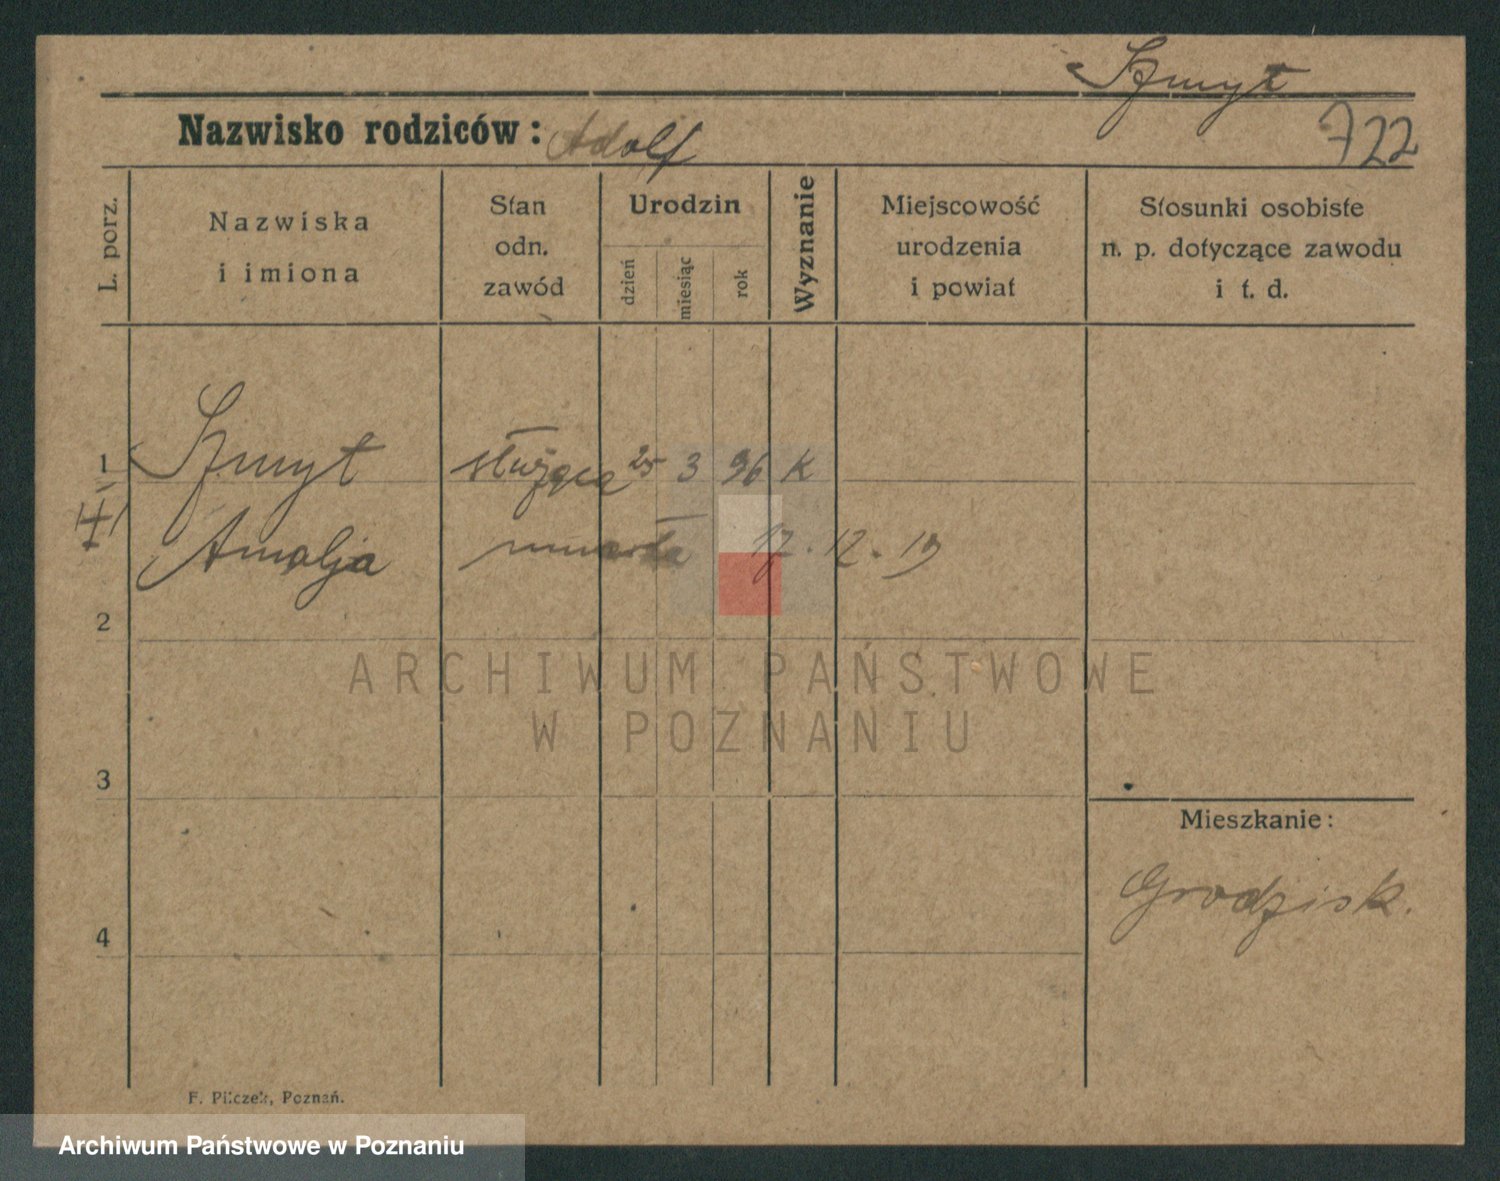 Szmyt
Nazwisko rodziców: Adolf
722
L. porz.
Nazwiska
i imiona
Stan
odn.
zawód
Urodzin
dzień
miesiąc
rok
Wyznanie
Miejscowość
urodzenia
i powiat
Stosunki osobiste
n. p. dotyczące zawodu
i t. d.
1 Szmyt służąca 25 3 96 K
Amalja umarła 17.12.19
2
ARCHIWUM PAŃSTWOWE
W POZNANIU
3
Mieszkanie:
Grodzisk.
4
F. Pilczek, Poznań.
Archiwum Państwowe w Poznaniu